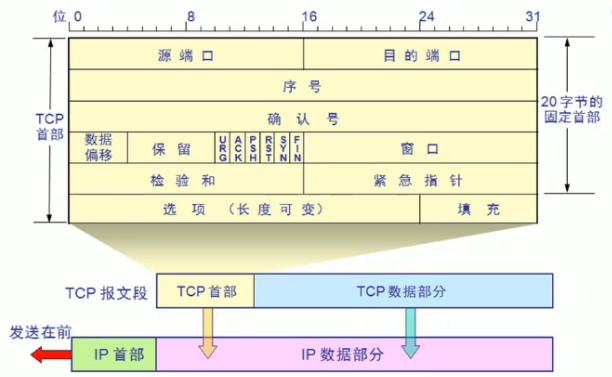 位 0 8 16 24 31
源端口 目的端口
序号
TCP 首部
确认号
20 字节的 固定首部
数据 偏移 保留 URG ACK PSH RST SYN FIN 窗口
检验和 紧急指针
选项 (长度可变) 填充
TCP 报文段 TCP 首部 TCP 数据部分
发送在前
IP 首部 IP 数据部分